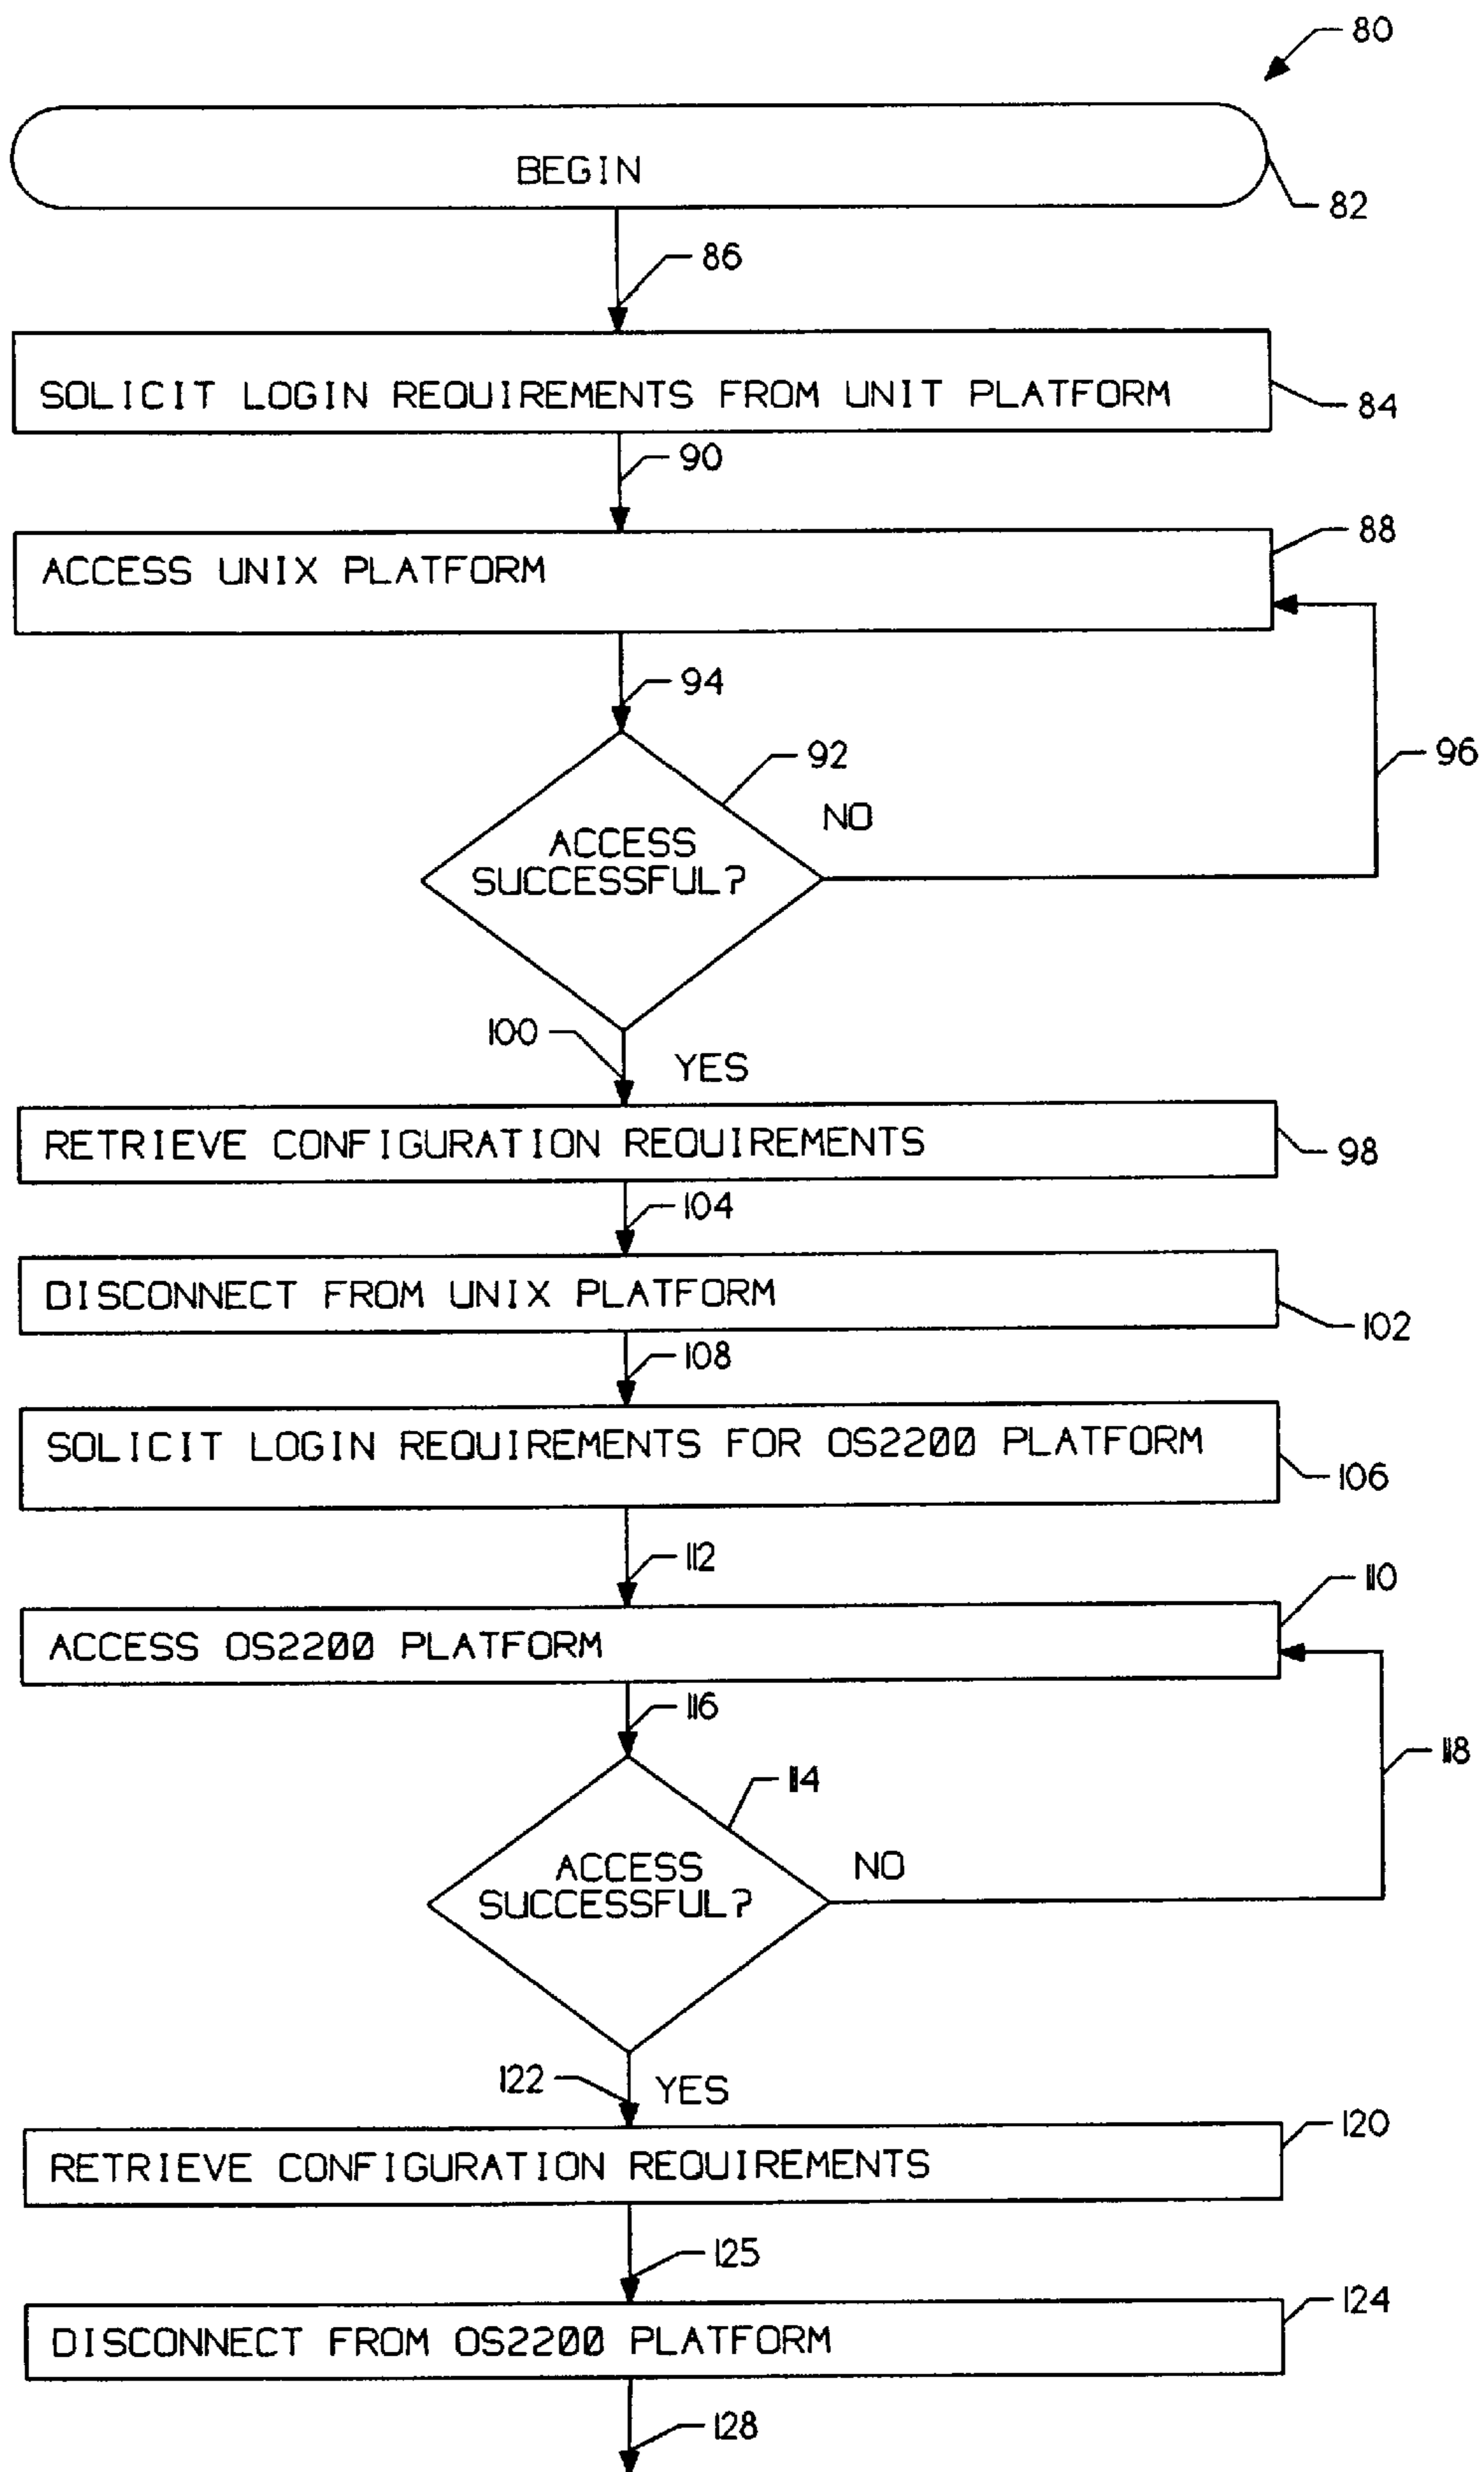 80
BEGIN
82
86
SOLICIT LOGIN REQUIREMENTS FROM UNIT PLATFORM
84
90
88
ACCESS UNIX PLATFORM
94
92
96
NO
ACCESS
SUCCESSFUL?
100
YES
RETRIEVE CONFIGURATION REQUIREMENTS
98
104
DISCONNECT FROM UNIX PLATFORM
102
108
SOLICIT LOGIN REQUIREMENTS FOR OS2200 PLATFORM
106
112
110
ACCESS OS2200 PLATFORM
116
118
114
NO
ACCESS
SUCCESSFUL?
122
YES
120
RETRIEVE CONFIGURATION REQUIREMENTS
125
124
DISCONNECT FROM OS2200 PLATFORM
128